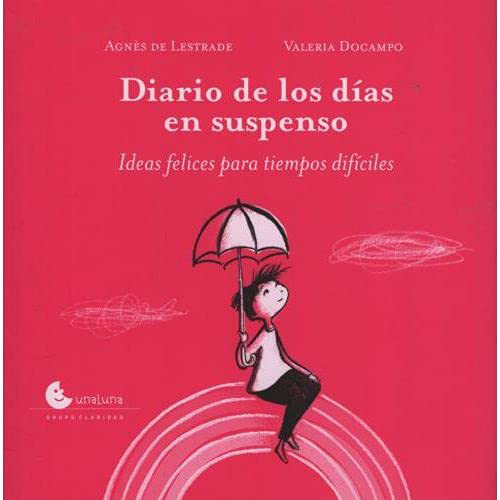 Agnès de Lestrade Valeria Docampo
Diario de los días
en suspenso
Ideas felices para tiempos difíciles
unaLuna
GRUPO CLARIDAD